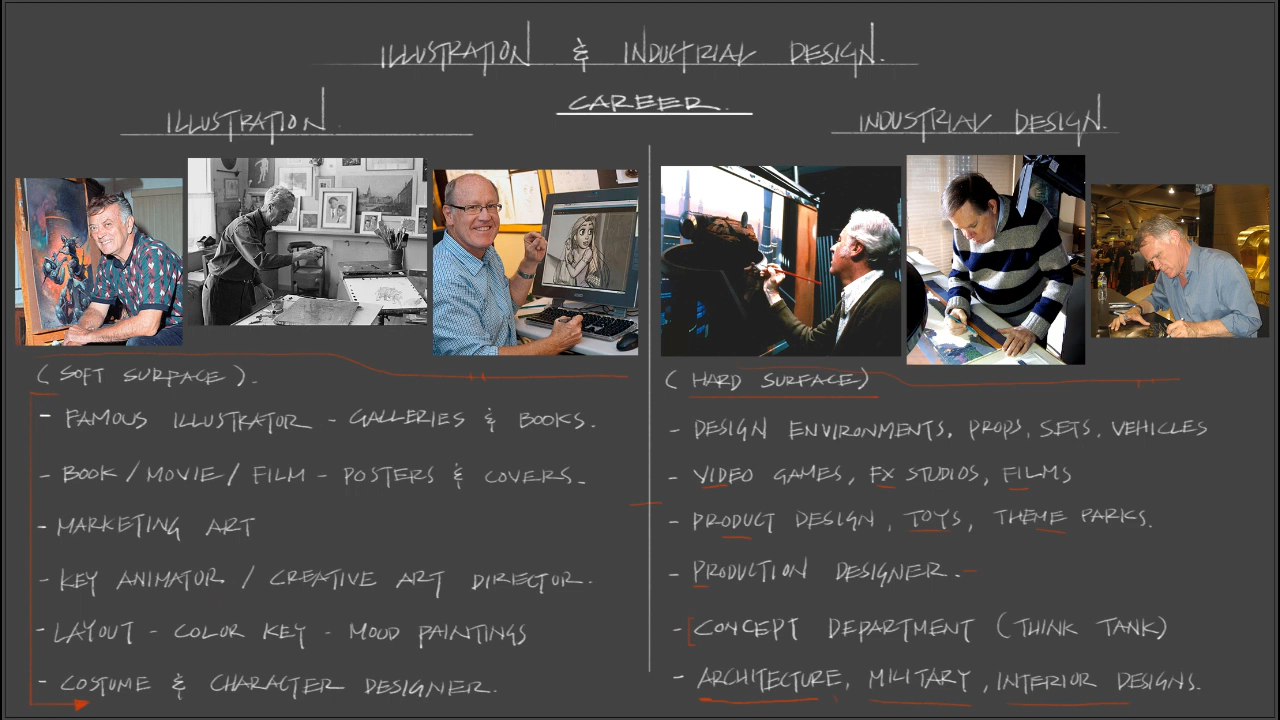 ILLUSTRATION & INDUSTRIAL DESIGN.
CAREER.
ILLUSTRATION
(SOFT SURFACE).
- FAMOUS ILLUSTRATOR - GALLERIES & BOOKS.
- BOOK / MOVIE / FILM - POSTERS & COVERS.
- MARKETING ART
- KEY ANIMATOR / CREATIVE ART DIRECTOR.
- LAYOUT - COLOR KEY - MOOD PAINTINGS
- COSTUME & CHARACTER DESIGNER.
INDUSTRIAL DESIGN.
(HARD SURFACE)
- DESIGN ENVIRONMENTS, PROPS, SETS, VEHICLES
- VIDEO GAMES, FX STUDIOS, FILMS
- PRODUCT DESIGN, TOYS, THEME PARKS.
- PRODUCTION DESIGNER.
- CONCEPT DEPARTMENT (THINK TANK)
- ARCHITECTURE, MILITARY, INTERIOR DESIGNS.